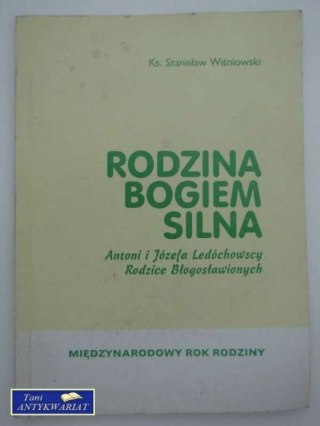 Ks. Stanisław Wiśniowski
RODZINA
BOGIEM
SILNA
Antoni i Józefa Ledóchowscy
Rodzice Błogosławionych
MIĘDZYNARODOWY ROK RODZINY
Tani
ANTYKWARIAT